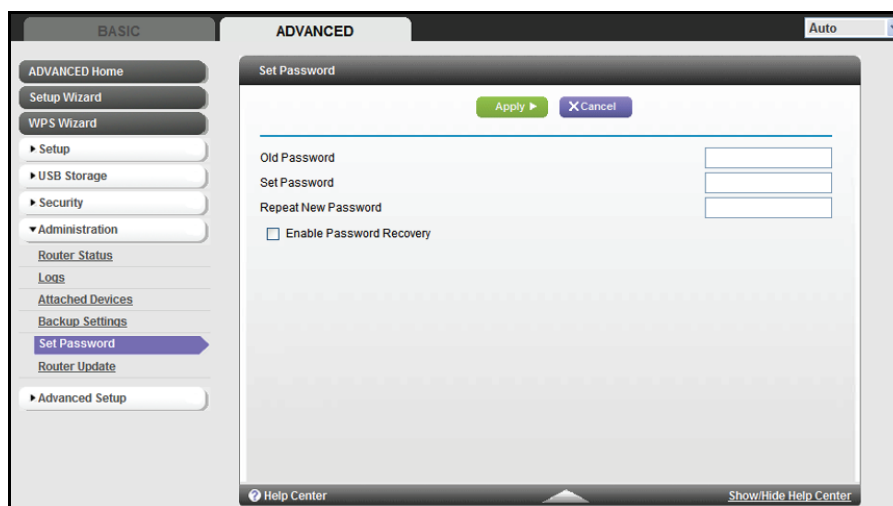 BASIC
ADVANCED
Auto
ADVANCED Home
Setup Wizard
WPS Wizard
Setup
USB Storage
Security
Administration
Router Status
Logs
Attached Devices
Backup Settings
Set Password
Router Update
Advanced Setup
Set Password
Apply
X Cancel
Old Password
Set Password
Repeat New Password
Enable Password Recovery
? Help Center
Show/Hide Help Center